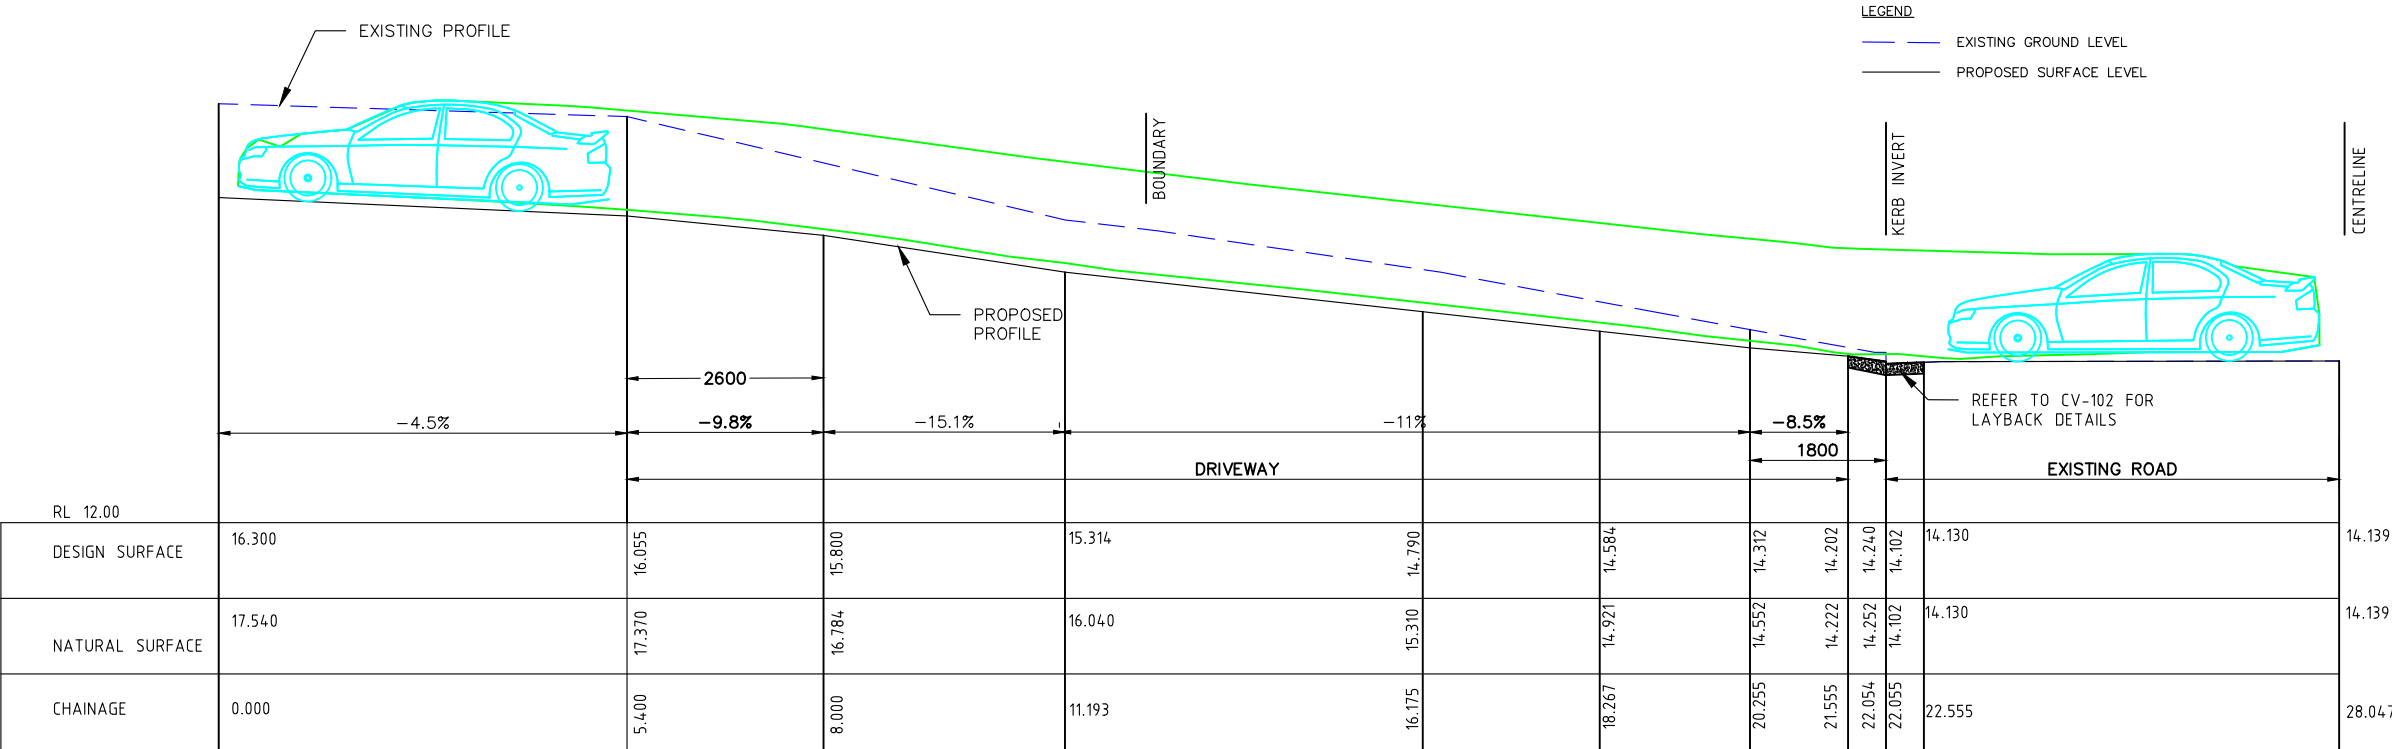 LEGEND
EXISTING PROFILE
EXISTING GROUND LEVEL
PROPOSED SURFACE LEVEL
BOUNDARY
KERB INVERT
CENTRELINE
PROPOSED
PROFILE
2600
REFER TO CV-102 FOR
LAYBACK DETAILS
-4.5%
-9.8%
-15.1%
-11%
-8.5%
1800
DRIVEWAY
EXISTING ROAD
RL 12.00
DESIGN SURFACE 16.300 16.055 15.800 15.314 14.790 14.584 14.312 14.202 14.240 14.102 14.130 14.139
NATURAL SURFACE 17.540 17.370 16.784 16.040 15.310 14.921 14.552 14.222 14.252 14.102 14.130 14.139
CHAINAGE 0.000 5.400 8.000 11.193 16.175 18.267 20.255 21.555 22.054 22.055 22.555 28.047